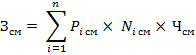 З_см = ∑_{i=1}^{n} P_{i см} × N_{i см} × Ч_см